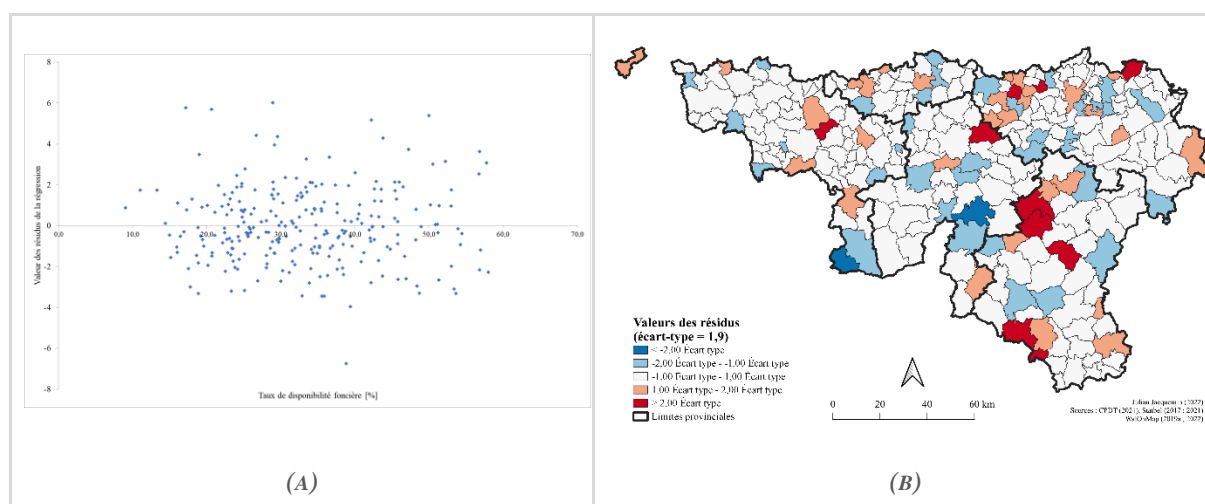 8
6
4
2
0
-2
-4
-6
-8
0,0 10,0 20,0 30,0 40,0 50,0 60,0 70,0
Valeur des résidus de la régression
Taux de disponibilité foncière [%]
(A)
Valeurs des résidus
(écart-type = 1,9)
< -2,00 Écart type
-2,00 Écart type - -1,00 Écart type
-1,00 Écart type - 1,00 Écart type
1,00 Écart type - 2,00 Écart type
> 2,00 Écart type
Limites provinciales
0 20 40 60 km
Julian (2022)
Sources : CPDT (2021), Statbel (2017 ; 2021)
WalOnMap (2019a, 2022)
(B)